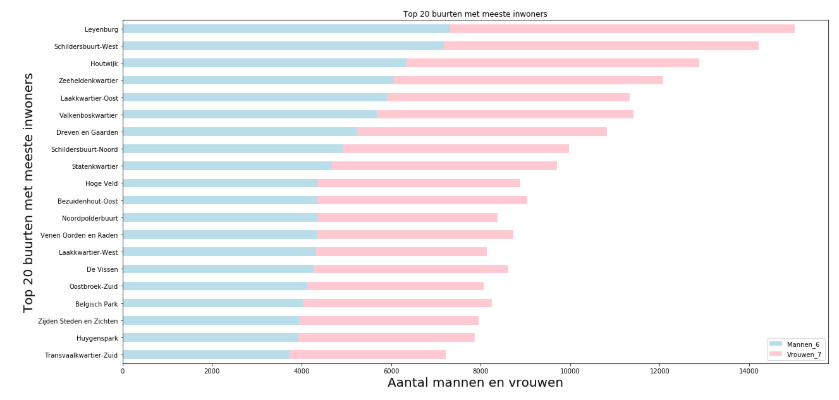 Top 20 buurten met meeste inwoners
Top 20 buurten met meeste inwoners
Leyenburg
Schildersbuurt-West
Houtwijk
Zeeheldenkwartier
Laakkwartier-Oost
Valkenboskwartier
Dreven en Gaarden
Schildersbuurt-Noord
Statenkwartier
Hoge Veld
Bezuidenhout-Oost
Noordpolderbuurt
Venen Oorden en Raden
Laakkwartier-West
De Vissen
Oostbroek-Zuid
Belgisch Park
Zijden Steden en Zichten
Huygenspark
Transvaalkwartier-Zuid
Mannen_6
Vrouwen_7
0 2000 4000 6000 8000 10000 12000 14000
Aantal mannen en vrouwen